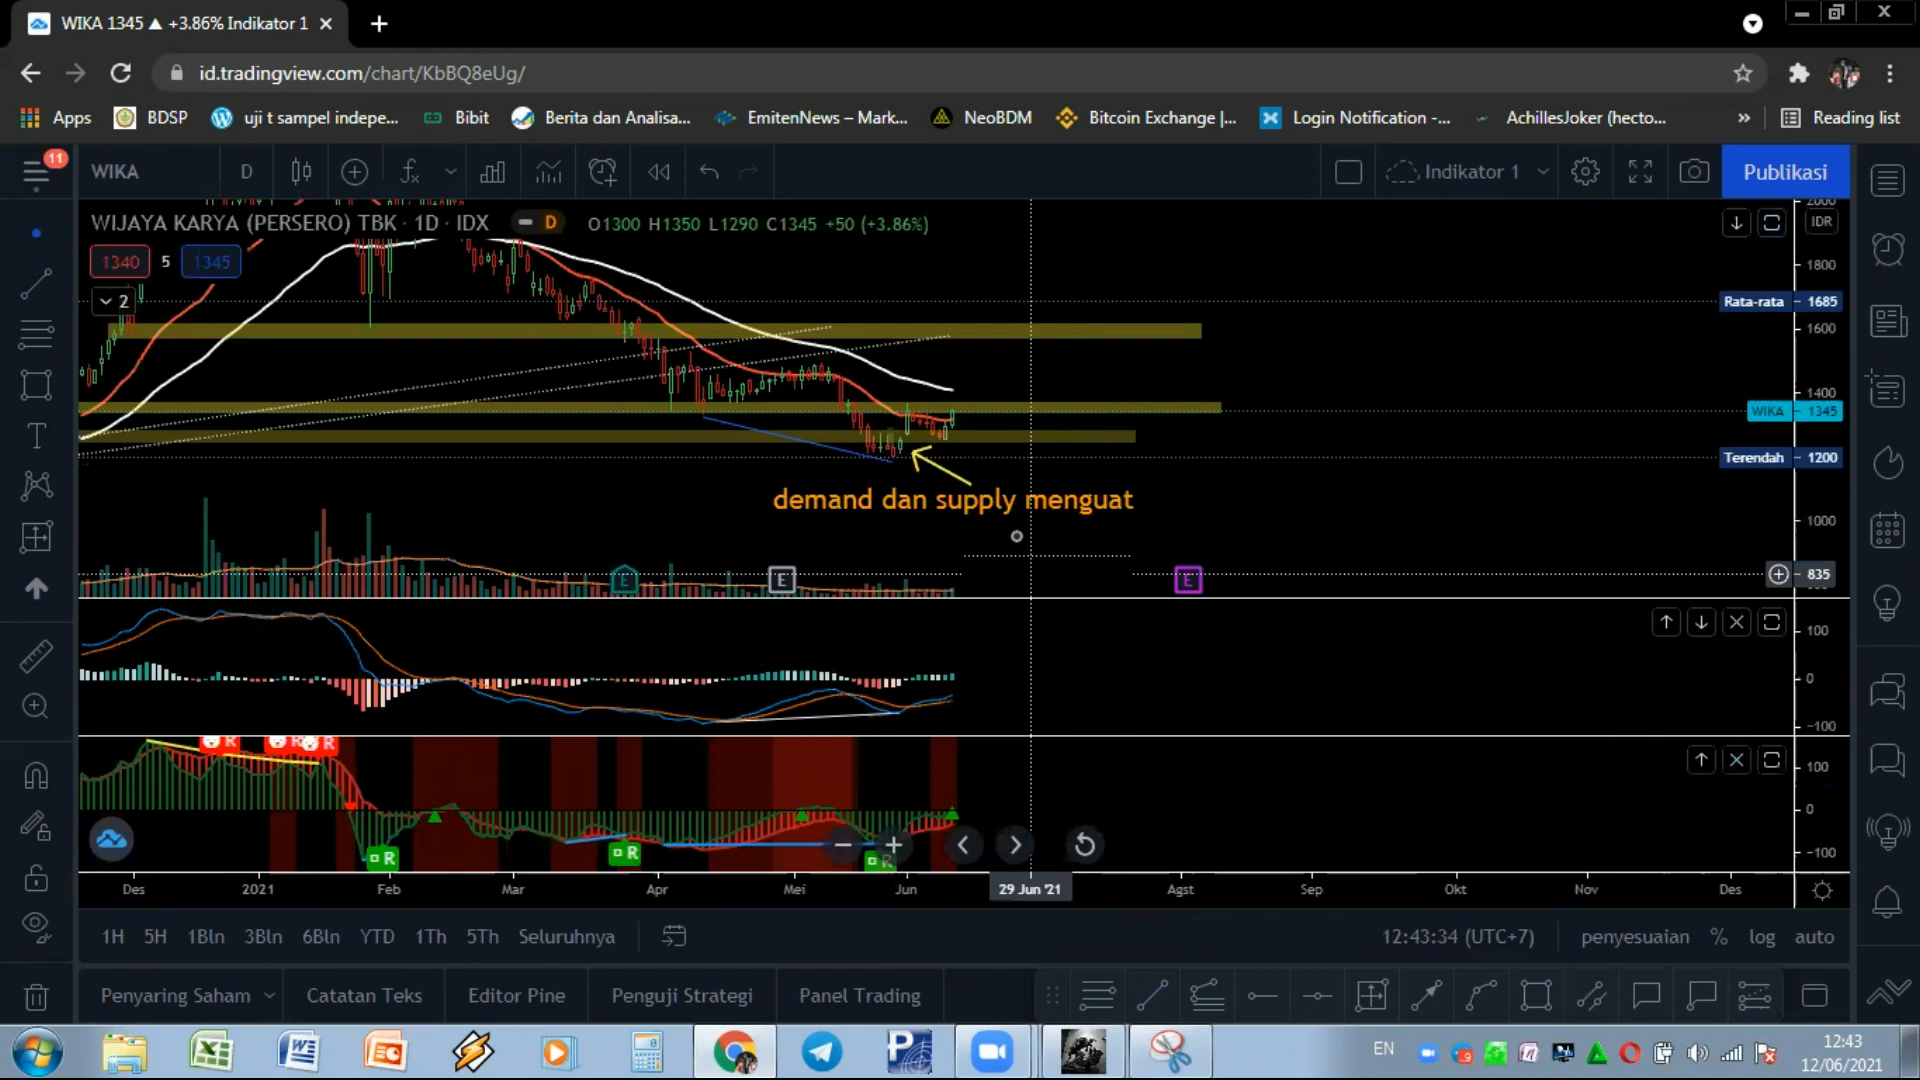 WIKA 1345 ▲ +3.86% Indikator 1
id.tradingview.com/chart/KbBQ8eUg/
Apps BDSP uji t sampel indepe... Bibit Berita dan Analisa... EmitenNews – Mark... NeoBDM Bitcoin Exchange |... Login Notification -... AchillesJoker (hecto... » Reading list
11
WIKA D Indikator 1 Publikasi
WIJAYA KARYA (PERSERO) TBK · 1D · IDX D O1300 H1350 L1290 C1345 +50 (+3.86%)
IDR
1340 5 1345
2
2000
1800
Rata-rata 1685
1600
1400
WIKA 1345
Terendah 1200
demand dan supply menguat
1000
835
E E E
100
0
-100
R R R
100
0
-100
R R R
Des 2021 Feb Mar Apr Mei Jun 29 Jun '21 Agst Sep Okt Nov Des
1H 5H 1Bln 3Bln 6Bln YTD 1Th 5Th Seluruhnya 12:43:34 (UTC+7) penyesuaian % log auto
Penyaring Saham Catatan Teks Editor Pine Penguji Strategi Panel Trading
EN 12:43
12/06/2021